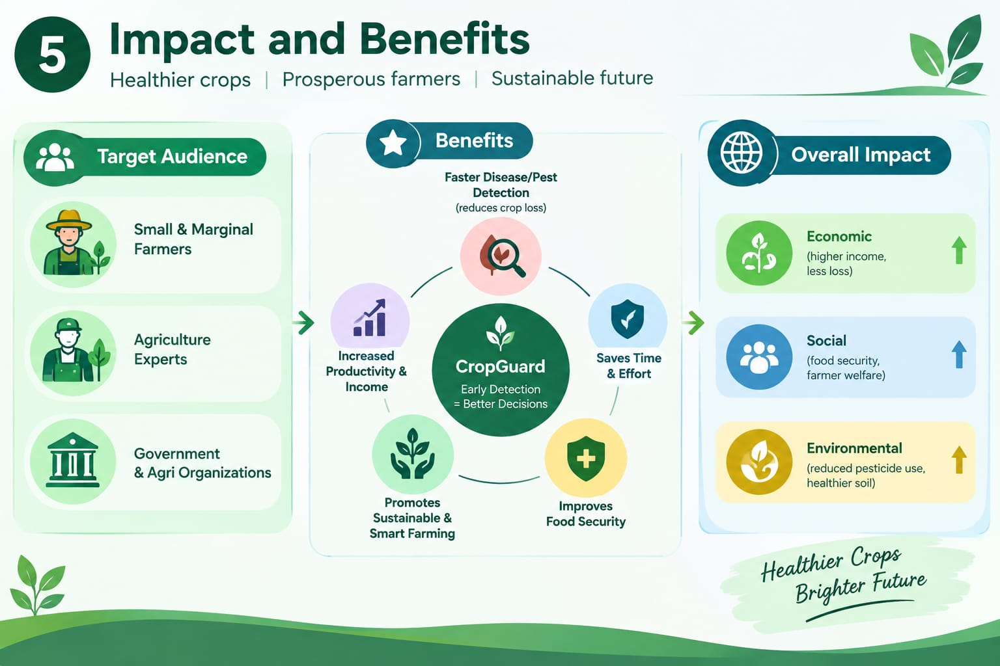 5
Impact and Benefits
Healthier crops | Prosperous farmers | Sustainable future
Target Audience
Small & Marginal
Farmers
Agriculture
Experts
Government
& Agri Organizations
Benefits
Faster Disease/Pest
Detection
(reduces crop loss)
Increased
Productivity &
Income
CropGuard
Early Detection
= Better Decisions
Saves Time
& Effort
Promotes
Sustainable &
Smart Farming
Improves
Food Security
Overall Impact
Economic
(higher income,
less loss)
Social
(food security,
farmer welfare)
Environmental
(reduced pesticide use,
healthier soil)
Healthier Crops
Brighter Future